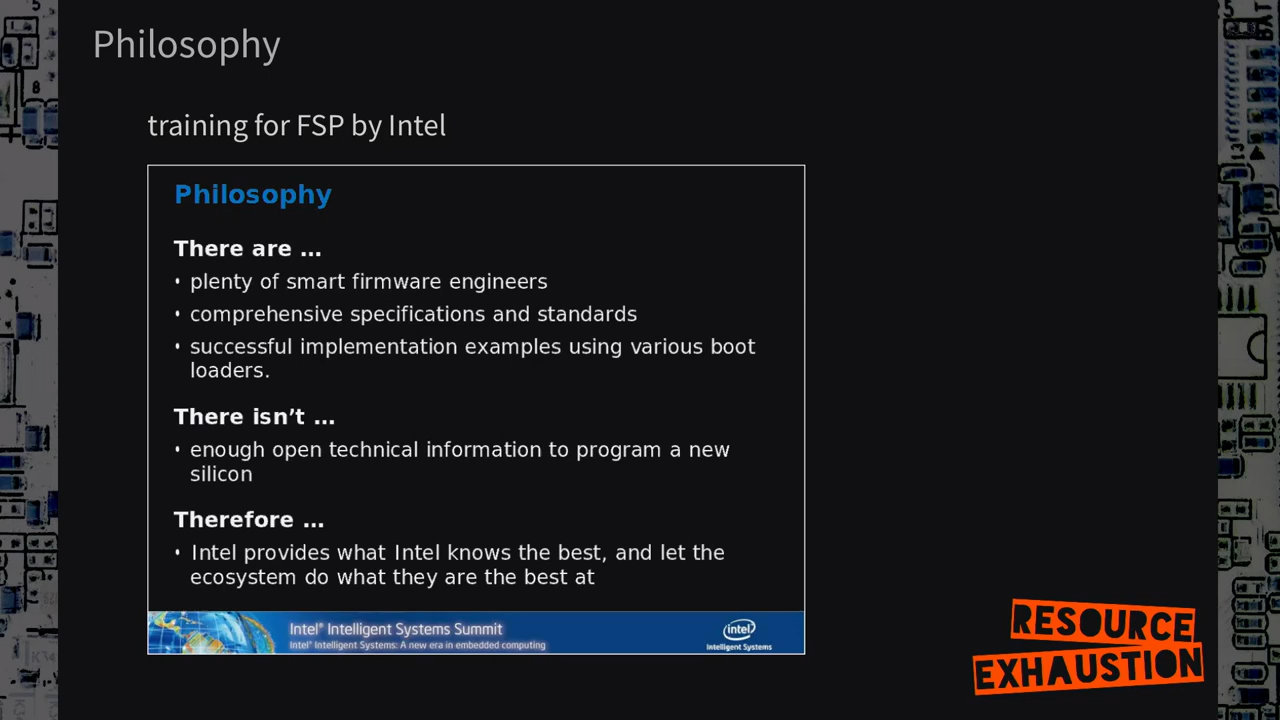 Philosophy
training for FSP by Intel
Philosophy
There are ...
• plenty of smart firmware engineers
• comprehensive specifications and standards
• successful implementation examples using various boot
loaders.
There isn’t ...
• enough open technical information to program a new
silicon
Therefore ...
• Intel provides what Intel knows the best, and let the
ecosystem do what they are the best at
Intel® Intelligent Systems Summit
Intel® Intelligent Systems: A new era in embedded computing
intel
Intelligent Systems
RESOURCE
EXHAUSTION
5
8